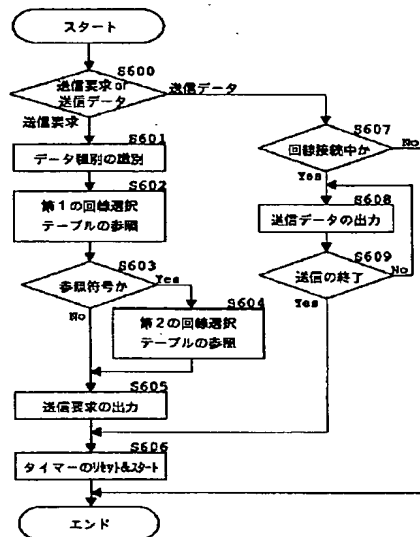 スタート
S600
送信要求 or
送信データ
送信データ
送信要求
S601
データ種別の識別
S602
第1の回線選択
テーブルの参照
S603
参照符号か
Yes
No
S604
第2の回線選択
テーブルの参照
S605
送信要求の出力
S606
タイマーのリセット&スタート
エンド
S607
回線接続中か
No
Yes
S608
送信データの出力
S609
送信の終了
No
Yes